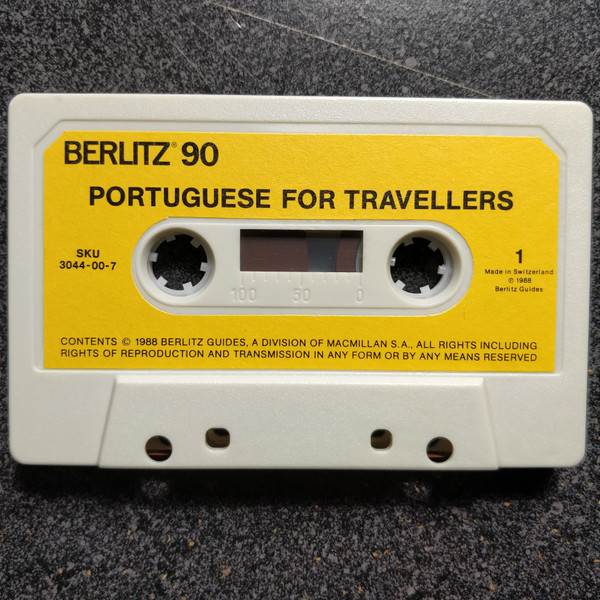 BERLITZ® 90
PORTUGUESE FOR TRAVELLERS
SKU
3044-00-7
100 50 0
1
Made in Switzerland
℗ 1988
Berlitz Guides
CONTENTS © 1988 BERLITZ GUIDES, A DIVISION OF MACMILLAN S.A., ALL RIGHTS INCLUDING
RIGHTS OF REPRODUCTION AND TRANSMISSION IN ANY FORM OR BY ANY MEANS RESERVED